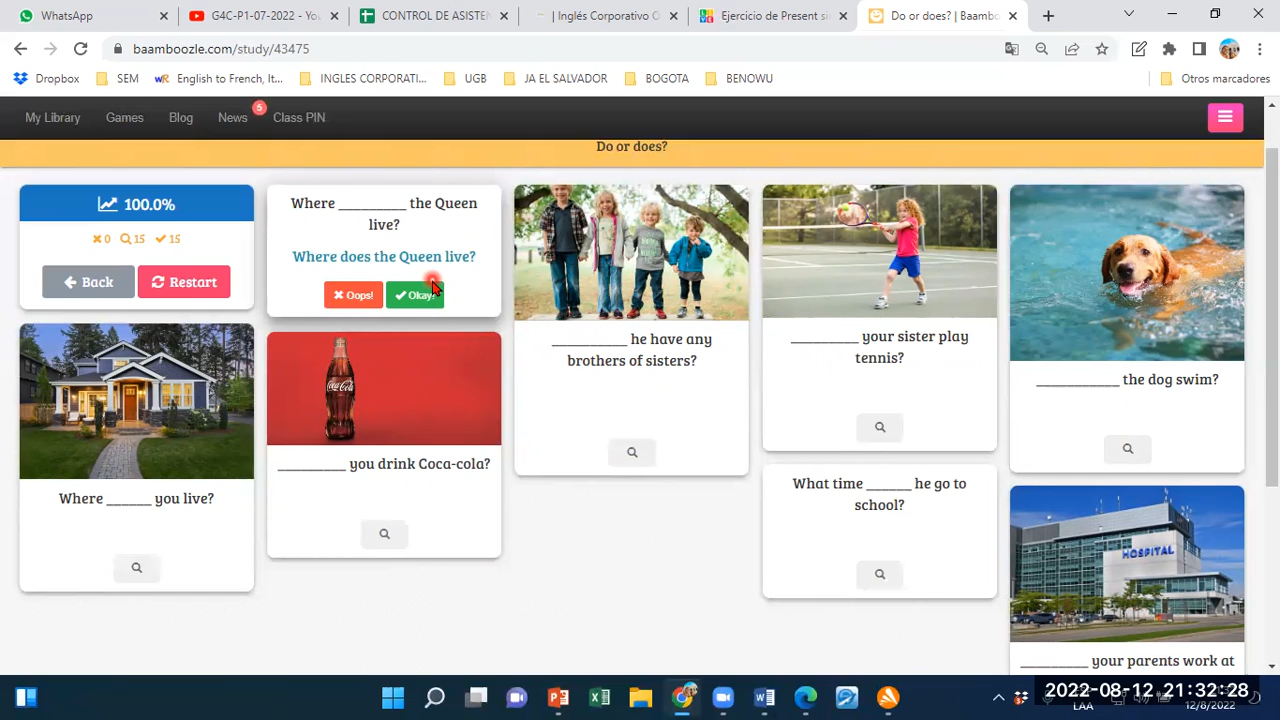 WhatsApp
G4C-P1-07-2022 - Yo
CONTROL DE ASISTEN
| Inglés Corporativo O
Ejercicio de Present si
Do or does? | Baambo
baamboozle.com/study/43475
Dropbox
SEM
English to French, It...
INGLES CORPORATI...
UGB
JA EL SALVADOR
BOGOTA
BENOWU
Otros marcadores
My Library
Games
Blog
News
5
Class PIN
Do or does?
100.0%
0 15 15
Back
Restart
Where _________ the Queen
live?
Where does the Queen live?
Oops!
Okay!
__________ he have any
brothers of sisters?
_________ your sister play
tennis?
___________ the dog swim?
Where ______ you live?
Coca-Cola
_________ you drink Coca-cola?
What time ______ he go to
school?
HOSPITAL
_________ your parents work at
2022-08-12 21:32:28
LAA
12/8/2022